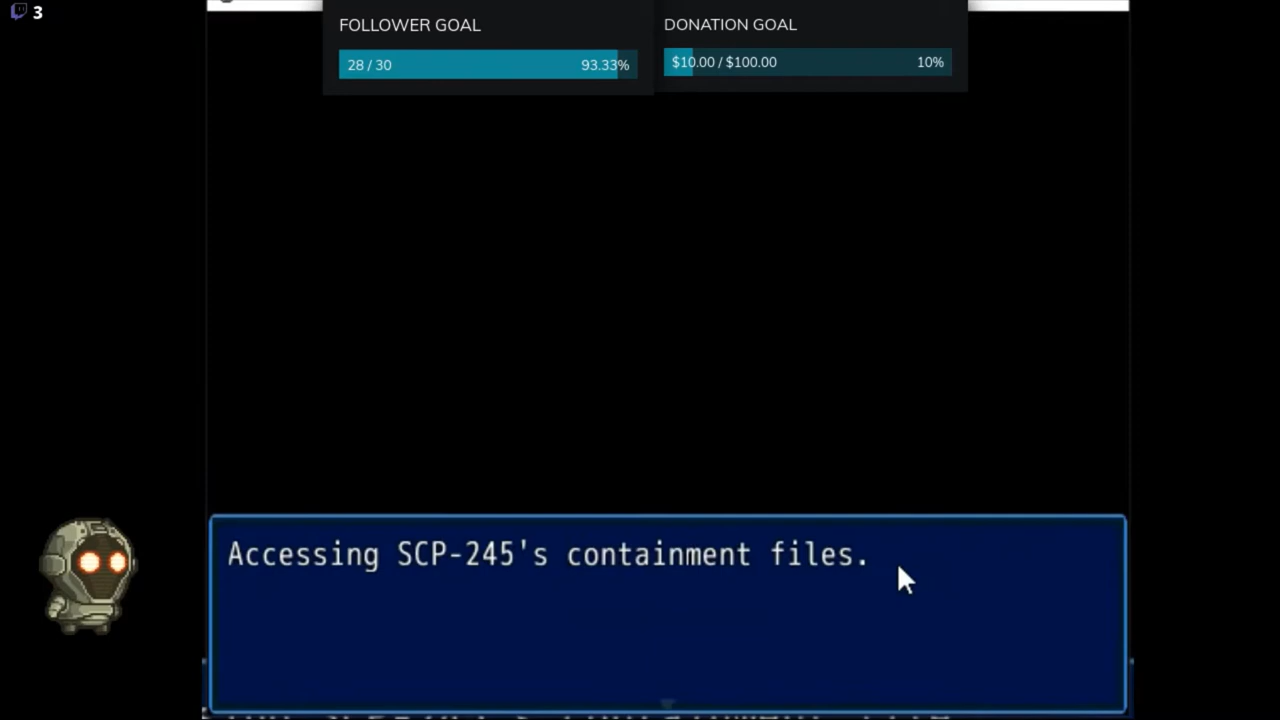 3
FOLLOWER GOAL
28 / 30 93.33%
DONATION GOAL
$10.00 / $100.00 10%
Accessing SCP-245's containment files.